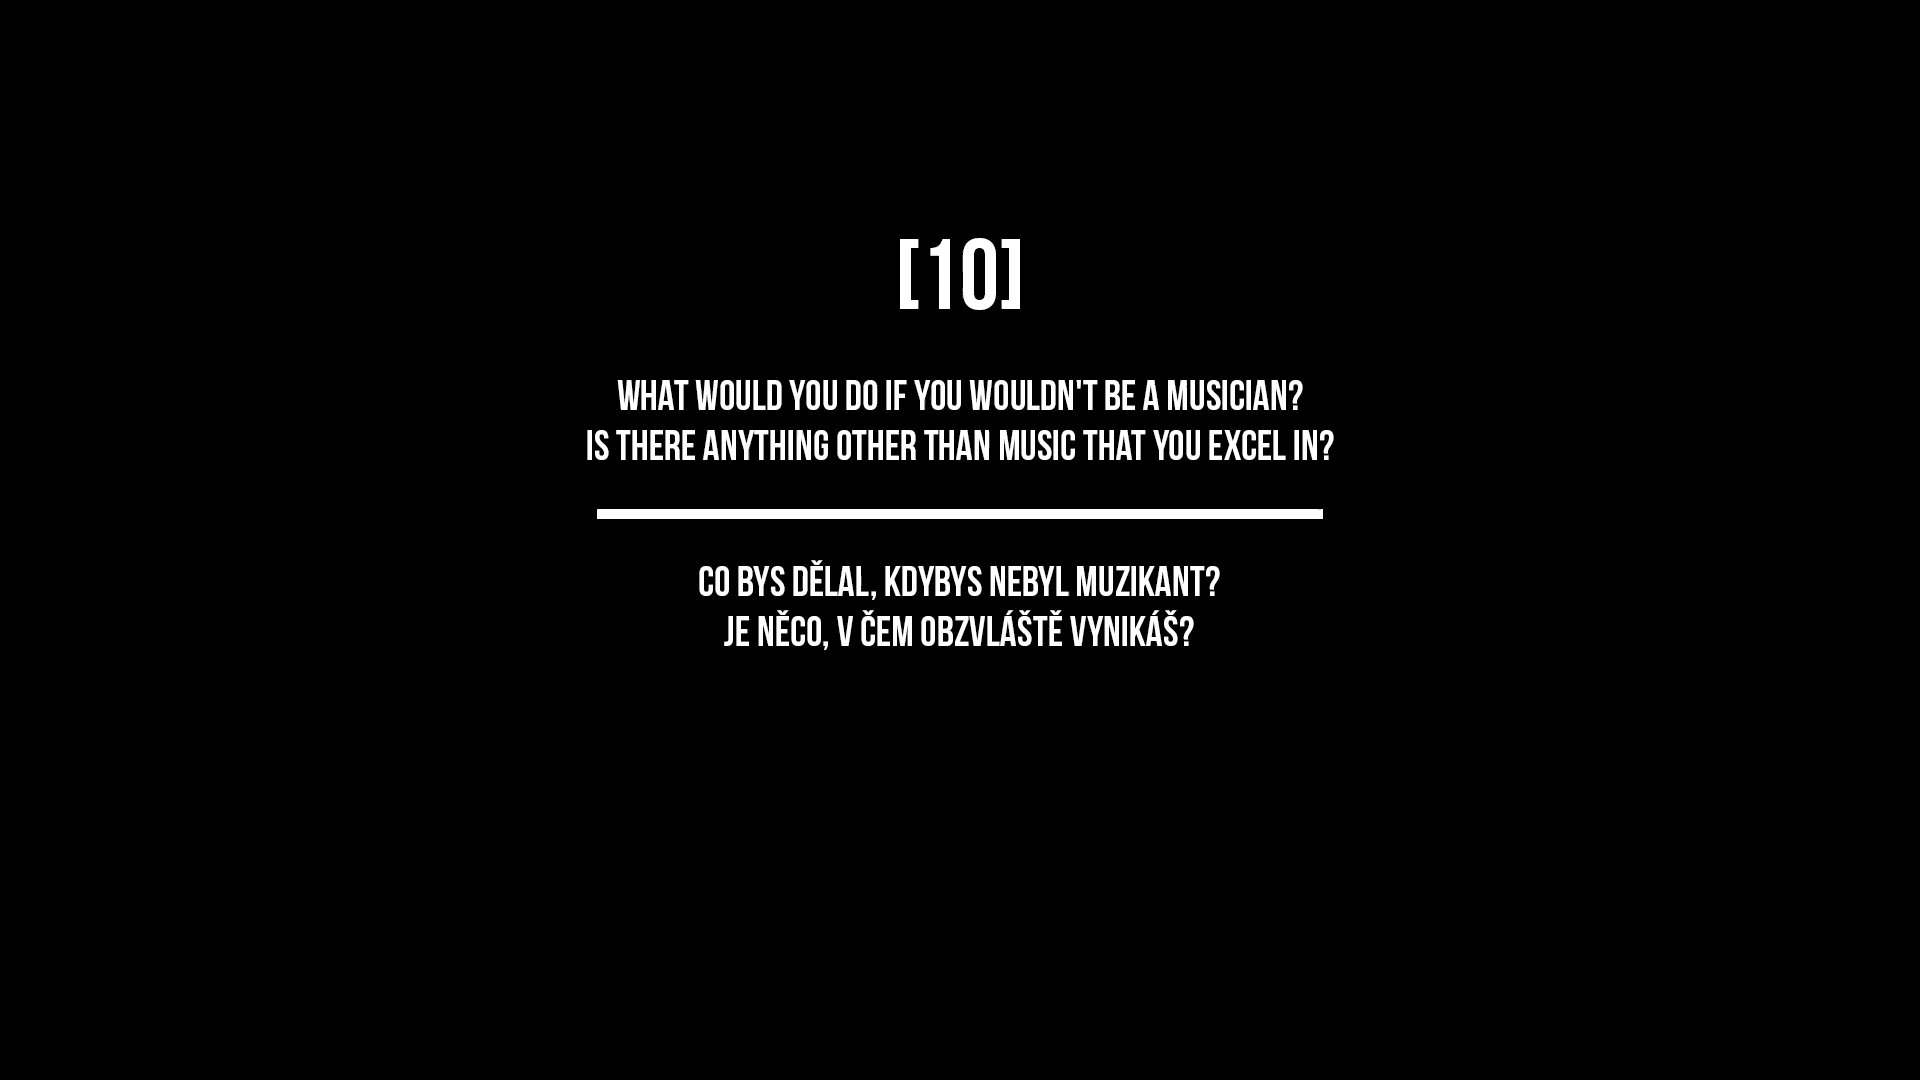 [10]
WHAT WOULD YOU DO IF YOU WOULDN'T BE A MUSICIAN?
IS THERE ANYTHING OTHER THAN MUSIC THAT YOU EXCEL IN?
CO BYS DĚLAL, KDYBYS NEBYL MUZIKANT?
JE NĚCO, V ČEM OBZVLÁŠTĚ VYNIKÁŠ?